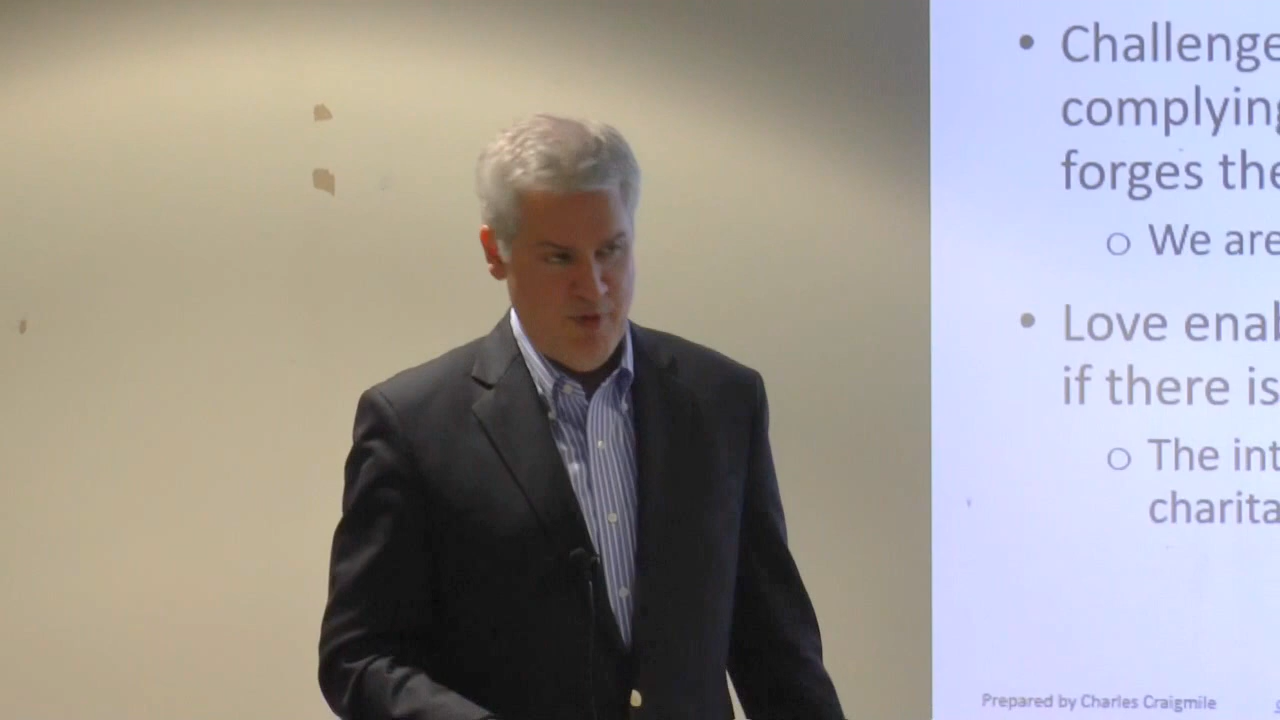 • Challenge
complying
forges the
o We are
• Love enab
if there is
o The int
charita
Prepared by Charles Craigmile